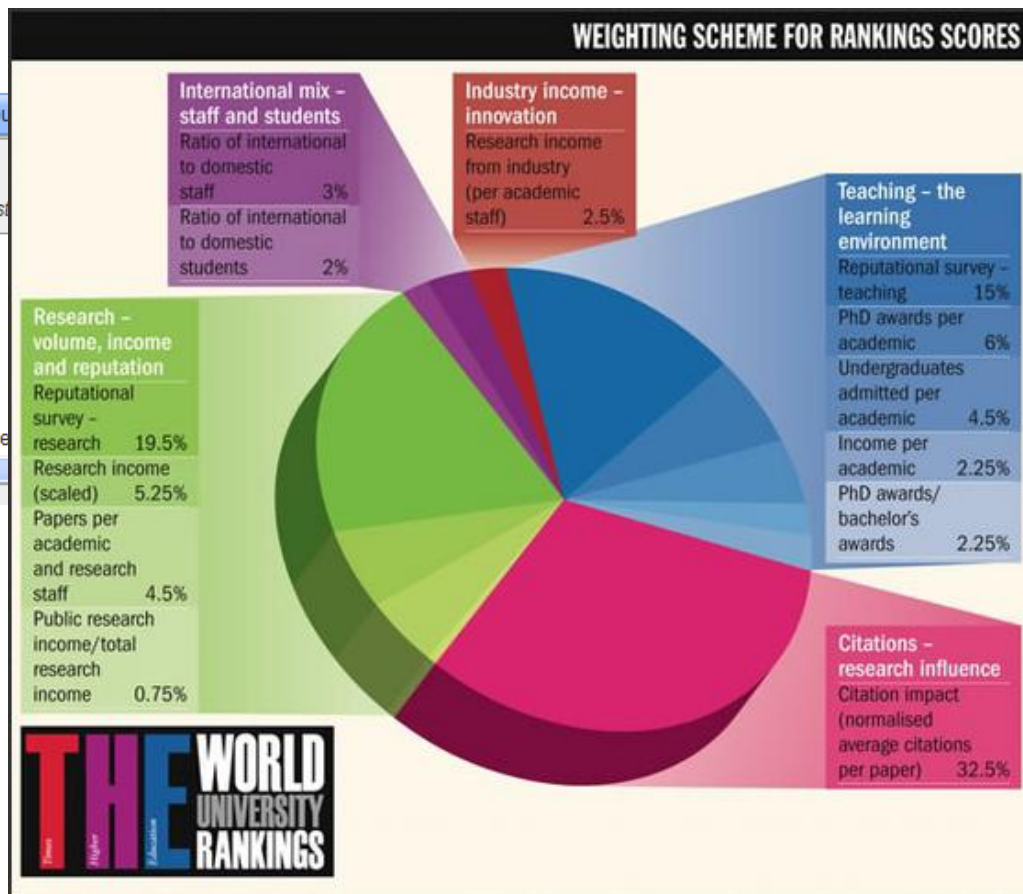 WEIGHTING SCHEME FOR RANKINGS SCORES
International mix –
staff and students
Ratio of international
to domestic
staff 3%
Ratio of international
to domestic
students 2%
Industry income –
innovation
Research income
from industry
(per academic
staff) 2.5%
Teaching – the
learning
environment
Reputational survey –
teaching 15%
PhD awards per
academic 6%
Undergraduates
admitted per
academic 4.5%
Income per
academic 2.25%
PhD awards/
bachelor's
awards 2.25%
Research –
volume, income
and reputation
Reputational
survey –
research 19.5%
Research income
(scaled) 5.25%
Papers per
academic
and research
staff 4.5%
Public research
income/total
research
income 0.75%
Citations –
research influence
Citation impact
(normalised
average citations
per paper) 32.5%
THE
Times Higher Education
WORLD
UNIVERSITY
RANKINGS